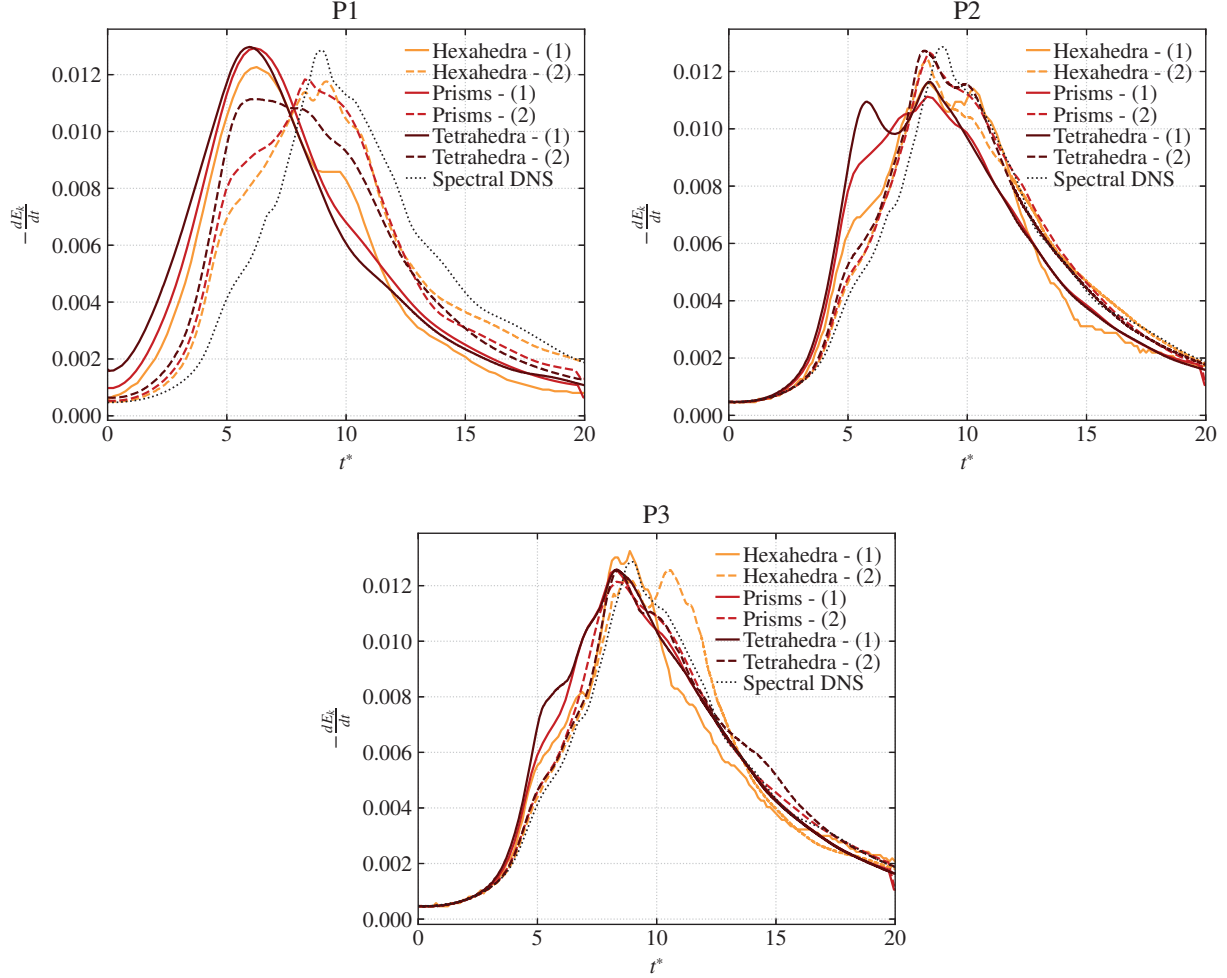 P1
0.012
0.010
0.008
0.006
0.004
0.002
0.000
-dE_k/dt
Hexahedra - (1)
Hexahedra - (2)
Prisms - (1)
Prisms - (2)
Tetrahedra - (1)
Tetrahedra - (2)
Spectral DNS
0 5 10 15 20
t*
P2
0.012
0.010
0.008
0.006
0.004
0.002
0.000
-dE_k/dt
Hexahedra - (1)
Hexahedra - (2)
Prisms - (1)
Prisms - (2)
Tetrahedra - (1)
Tetrahedra - (2)
Spectral DNS
0 5 10 15 20
t*
P3
0.012
0.010
0.008
0.006
0.004
0.002
0.000
-dE_k/dt
Hexahedra - (1)
Hexahedra - (2)
Prisms - (1)
Prisms - (2)
Tetrahedra - (1)
Tetrahedra - (2)
Spectral DNS
0 5 10 15 20
t*